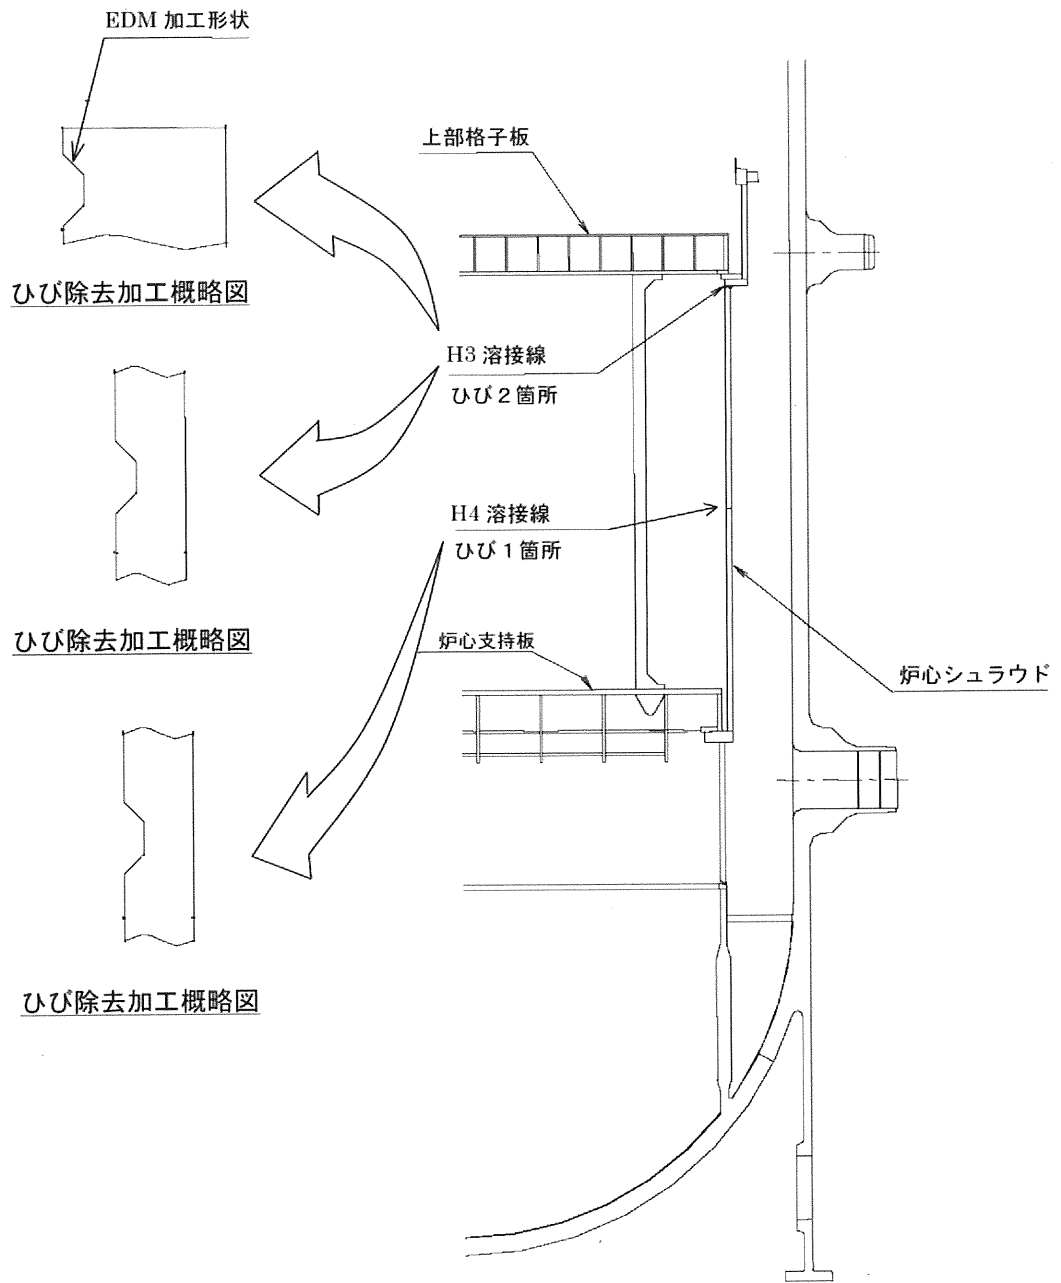 EDM 加工形状
上部格子板
ひび除去加工概略図
H3 溶接線
ひび2箇所
H4 溶接線
ひび1箇所
ひび除去加工概略図
炉心支持板
炉心シュラウド
ひび除去加工概略図